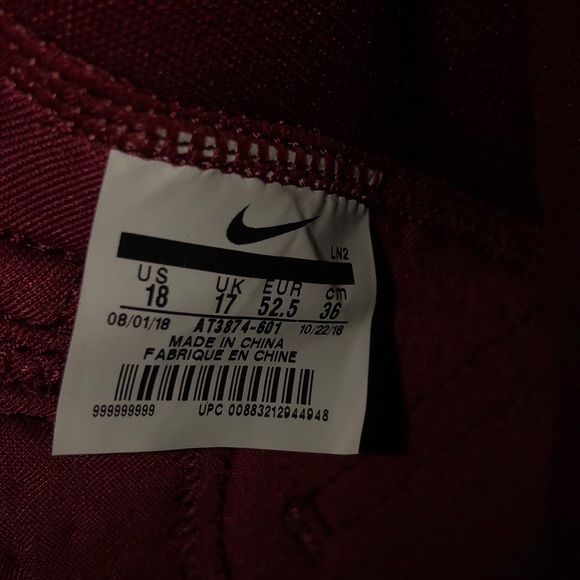 LN2
US UK EUR cm
18 17 52.5 36
08/01/18 AT3874-601 10/22/18
MADE IN CHINA
FABRIQUE EN CHINE
999999999 UPC 00883212944948